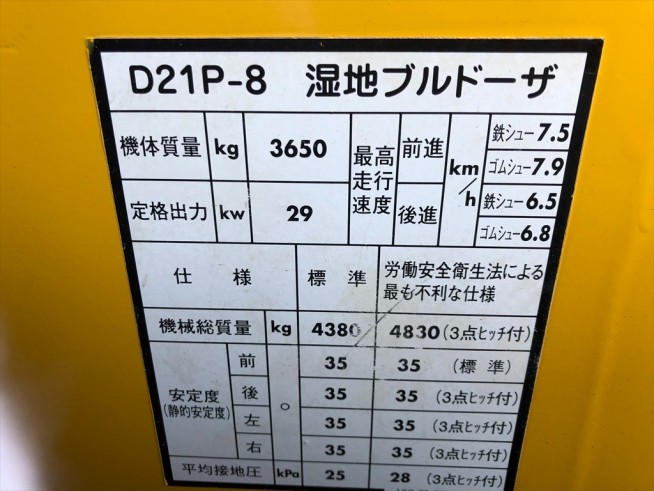 D21P-8 湿地ブルドーザ
機体質量 kg 3650 最高走行速度 前進 km/h 鉄シュー7.5
ゴムシュー7.9
定格出力 kw 29 後進 鉄シュー6.5
ゴムシュー6.8
仕様 標準 労働安全衛生法による
最も不利な仕様
機械総質量 kg 4380 4830(3点ヒッチ付)
安定度(静的安定度) 前 ° 35 35 (標準)
後 35 35 (3点ヒッチ付)
左 35 35 (3点ヒッチ付)
右 35 35 (3点ヒッチ付)
平均接地圧 kPa 25 28 (3点ヒッチ付)